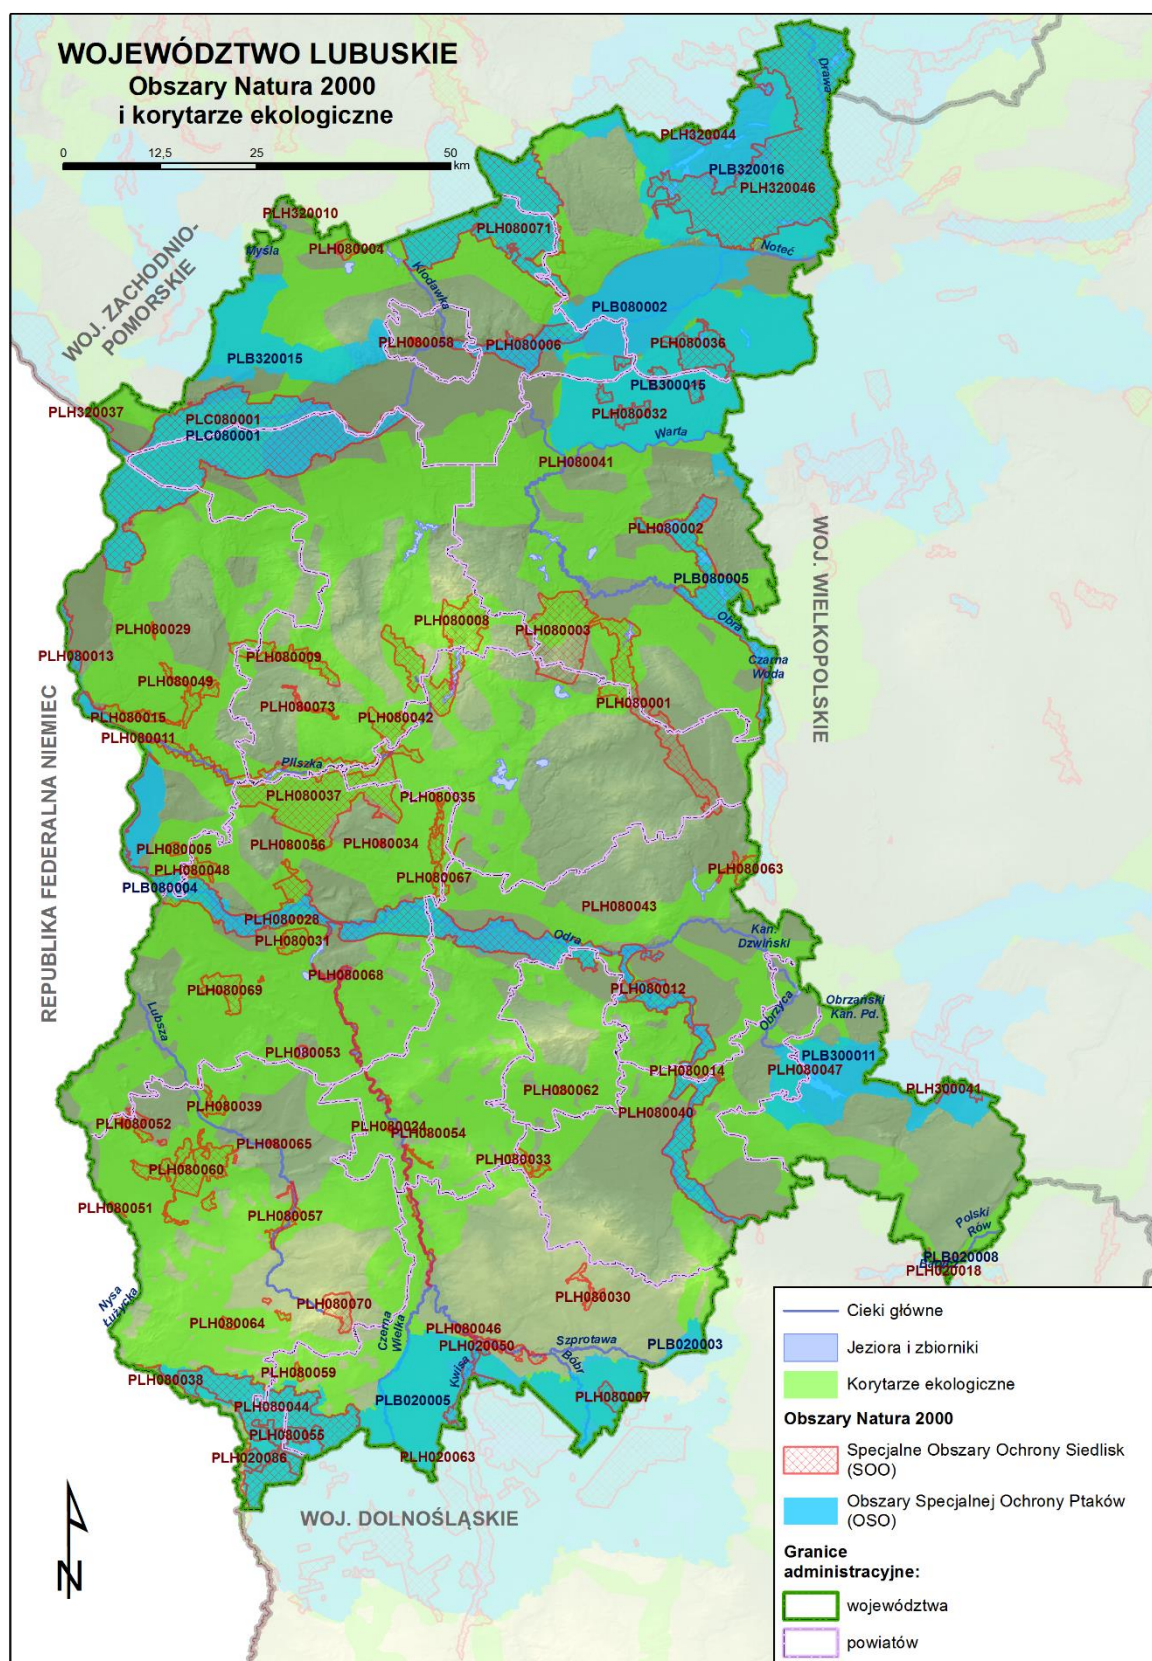 WOJEWÓDZTWO LUBUSKIE
Obszary Natura 2000
i korytarze ekologiczne
0 12,5 25 50
km
Drawa
PLH320044
PLB320016
PLH320046
PLH320010
PLH080004
PLH080071
Myśla
Noteć
WOJ. ZACHODNIO-
POMORSKIE
Kłodawka
PLB080002
PLH080058
PLH080006
PLH080036
PLB320015
PLB300015
PLH320037
PLC080001
PLC080001
PLH080032
Warta
PLH080041
PLH080002
WOJ. WIELKOPOLSKIE
PLB080005
PLH080008
PLH080003
Obra
PLH080029
PLH080013
PLH080009
Czarna
Woda
PLH080049
PLH080073
PLH080001
PLH080015
PLH080042
PLH080011
REPUBLIKA FEDERALNA NIEMIEC
Pliszka
PLH080037
PLH080035
PLH080005
PLH080056
PLH080034
PLH080048
PLH080063
PLB080004
PLH080067
PLH080028
PLH080043
PLH080031
Odra
Kan.
Dzwiński
PLH080068
PLH080069
PLH080012
Obrzyca
Obrzański
Kan. Pd.
Lubsza
PLH080053
PLB300011
PLH080014
PLH080047
PLH300041
PLH080062
PLH080039
PLH080040
PLH080052
PLH080024
PLH080065
PLH080054
PLH080060
PLH080033
PLH080051
PLH080057
Polski
Rów
PLB020008
PLH020018
Nysa
Łużycka
PLH080070
PLH080030
PLH080064
Czerna
Wielka
PLH080046
PLH020050
Szprotawa
PLB020003
Bóbr
PLH080038
PLH080059
Kwisa
PLH080044
PLB020005
PLH080007
PLH080055
PLH020086
PLH020063
WOJ. DOLNOŚLĄSKIE
N
Cieki główne
Jeziora i zbiorniki
Korytarze ekologiczne
Obszary Natura 2000
Specjalne Obszary Ochrony Siedlisk
(SOO)
Obszary Specjalnej Ochrony Ptaków
(OSO)
Granice
administracyjne:
województwa
powiatów